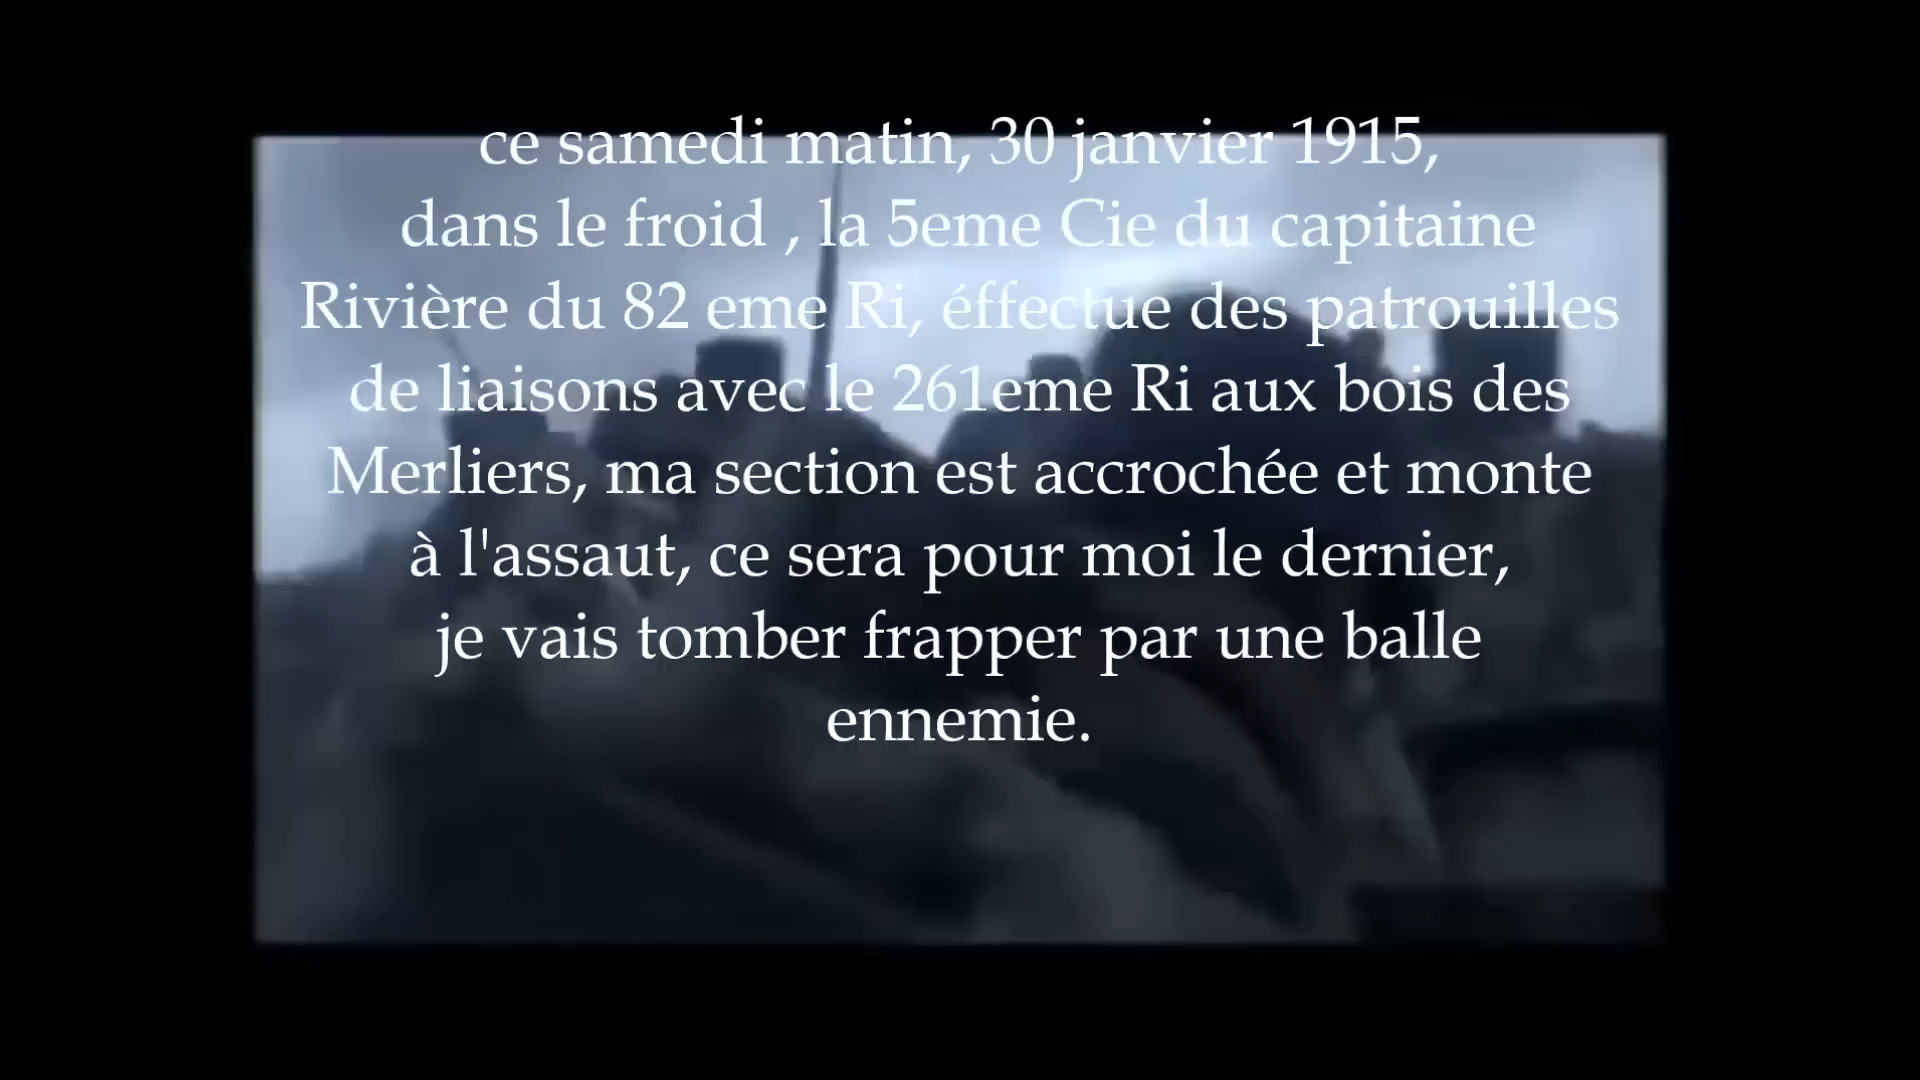 ce samedi matin, 30 janvier 1915,
dans le froid , la 5eme Cie du capitaine
Rivière du 82 eme Ri, éffectue des patrouilles
de liaisons avec le 261eme Ri aux bois des
Merliers, ma section est accrochée et monte
à l'assaut, ce sera pour moi le dernier,
je vais tomber frapper par une balle
ennemie.